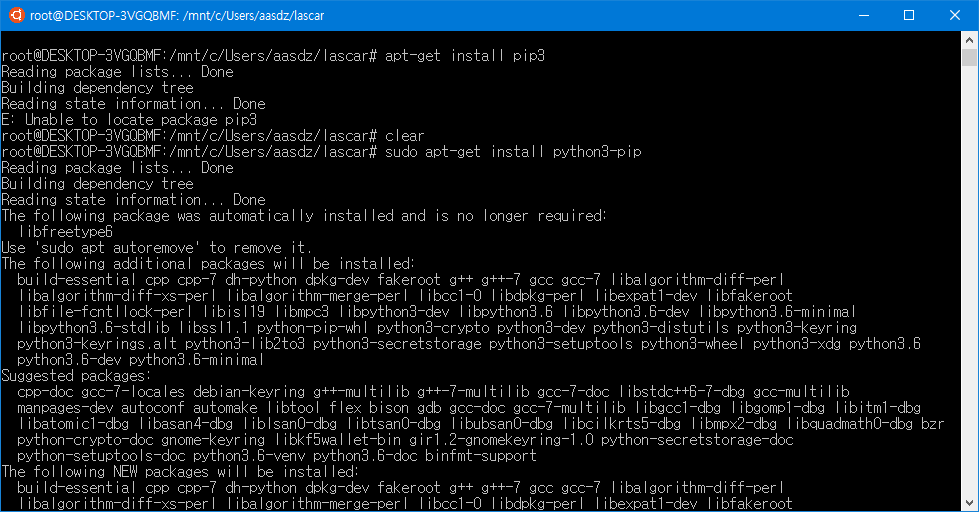 root@DESKTOP-3VGQBMF: /mnt/c/Users/aasdz/lascar
root@DESKTOP-3VGQBMF:/mnt/c/Users/aasdz/lascar# apt-get install pip3
Reading package lists... Done
Building dependency tree
Reading state information... Done
E: Unable to locate package pip3
root@DESKTOP-3VGQBMF:/mnt/c/Users/aasdz/lascar# clear
root@DESKTOP-3VGQBMF:/mnt/c/Users/aasdz/lascar# sudo apt-get install python3-pip
Reading package lists... Done
Building dependency tree
Reading state information... Done
The following package was automatically installed and is no longer required:
  libfreetype6
Use 'sudo apt autoremove' to remove it.
The following additional packages will be installed:
  build-essential cpp cpp-7 dh-python dpkg-dev fakeroot g++ g++-7 gcc gcc-7 libalgorithm-diff-perl
  libalgorithm-diff-xs-perl libalgorithm-merge-perl libcc1-0 libdpkg-perl libexpat1-dev libfakeroot
  libfile-fcntllock-perl libisl19 libmpc3 libpython3-dev libpython3.6 libpython3.6-dev libpython3.6-minimal
  libpython3.6-stdlib libssl1.1 python-pip-whl python3-crypto python3-dev python3-distutils python3-keyring
  python3-keyrings.alt python3-lib2to3 python3-secretstorage python3-setuptools python3-wheel python3-xdg python3.6
  python3.6-dev python3.6-minimal
Suggested packages:
  cpp-doc gcc-7-locales debian-keyring g++-multilib g++-7-multilib gcc-7-doc libstdc++6-7-dbg gcc-multilib
  manpages-dev autoconf automake libtool flex bison gdb gcc-doc gcc-7-multilib libgcc1-dbg libgomp1-dbg libitm1-dbg
  libatomic1-dbg libasan4-dbg liblsan0-dbg libtsan0-dbg libubsan0-dbg libcilkrts5-dbg libmpx2-dbg libquadmath0-dbg bzr
  python-crypto-doc gnome-keyring libkf5wallet-bin gir1.2-gnomekeyring-1.0 python-secretstorage-doc
  python-setuptools-doc python3.6-venv python3.6-doc binfmt-support
The following NEW packages will be installed:
  build-essential cpp cpp-7 dh-python dpkg-dev fakeroot g++ g++-7 gcc gcc-7 libalgorithm-diff-perl
  libalgorithm-diff-xs-perl libalgorithm-merge-perl libcc1-0 libdpkg-perl libexpat1-dev libfakeroot